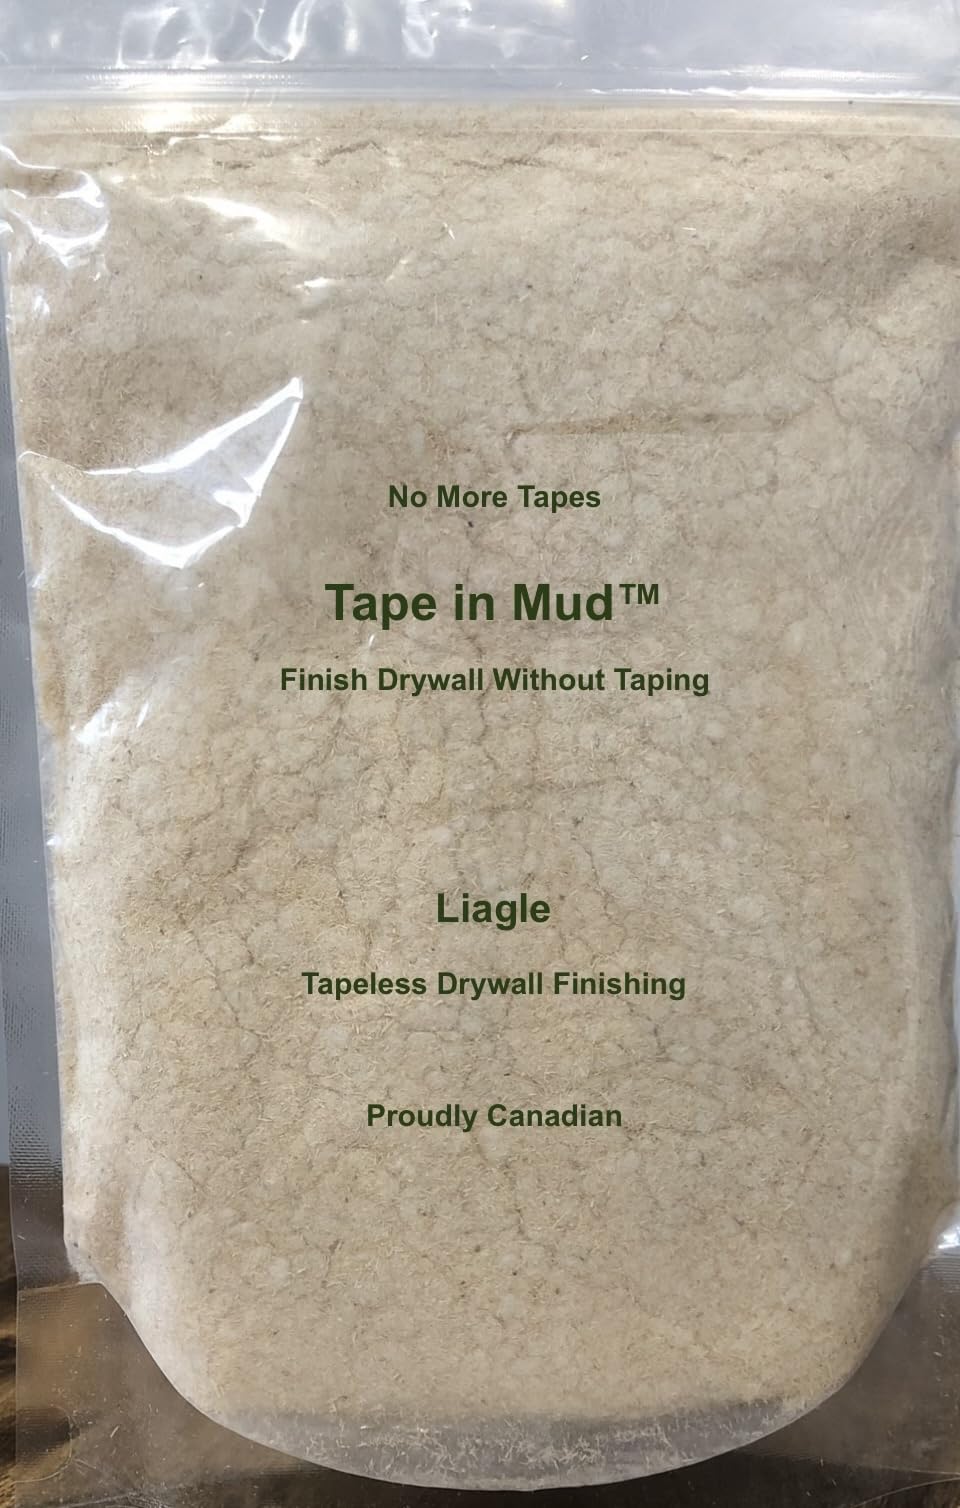 No More Tapes
Tape in Mud™
Finish Drywall Without Taping
Liagle
Tapeless Drywall Finishing
Proudly Canadian